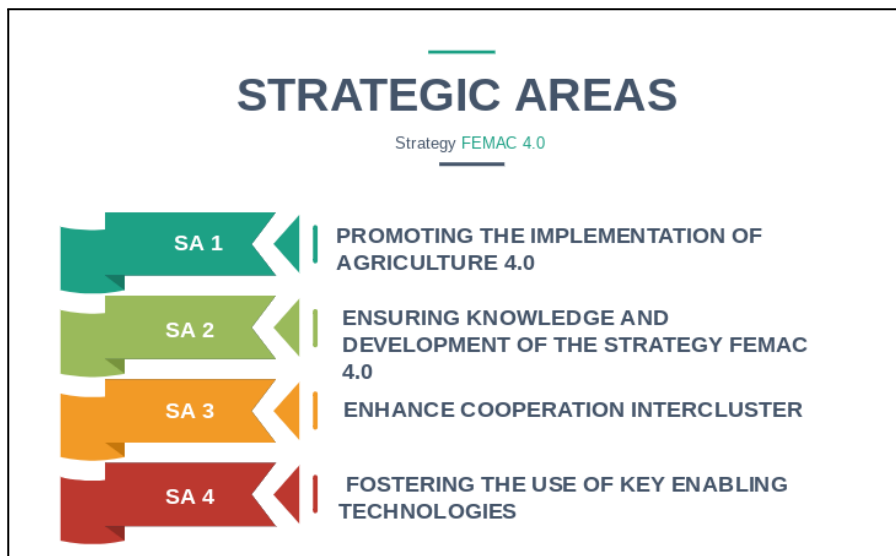 STRATEGIC AREAS
Strategy FEMAC 4.0
SA 1
PROMOTING THE IMPLEMENTATION OF
AGRICULTURE 4.0
SA 2
ENSURING KNOWLEDGE AND
DEVELOPMENT OF THE STRATEGY FEMAC
4.0
SA 3
ENHANCE COOPERATION INTERCLUSTER
SA 4
FOSTERING THE USE OF KEY ENABLING
TECHNOLOGIES